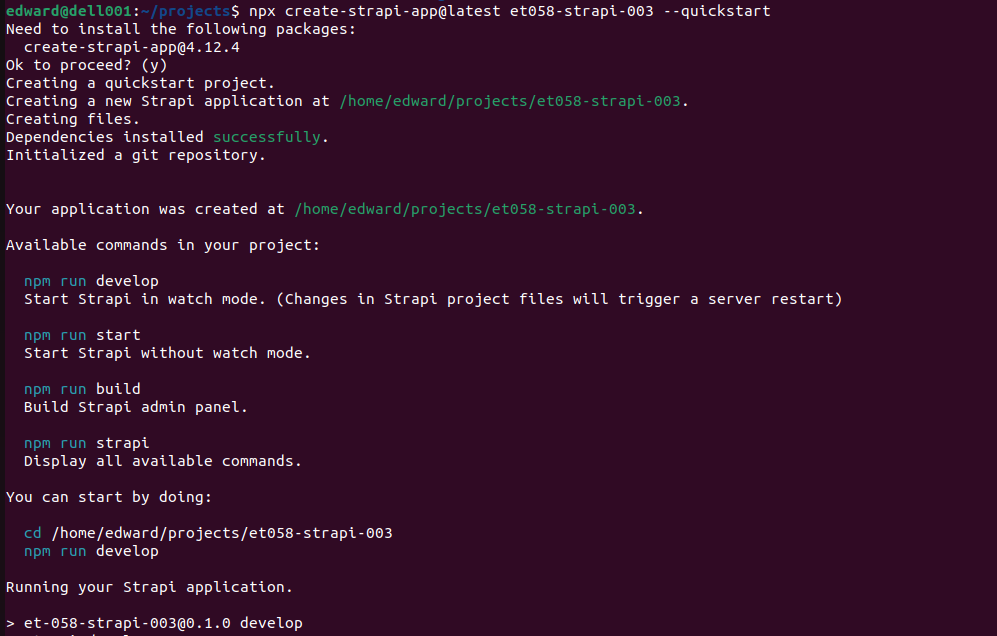 edward@dell001:~/projects$ npx create-strapi-app@latest et058-strapi-003 --quickstart
Need to install the following packages:
create-strapi-app@4.12.4
Ok to proceed? (y)
Creating a quickstart project.
Creating a new Strapi application at /home/edward/projects/et058-strapi-003.
Creating files.
Dependencies installed successfully.
Initialized a git repository.
Your application was created at /home/edward/projects/et058-strapi-003.
Available commands in your project:
npm run develop
Start Strapi in watch mode. (Changes in Strapi project files will trigger a server restart)
npm run start
Start Strapi without watch mode.
npm run build
Build Strapi admin panel.
npm run strapi
Display all available commands.
You can start by doing:
cd /home/edward/projects/et058-strapi-003
npm run develop
Running your Strapi application.
> et-058-strapi-003@0.1.0 develop